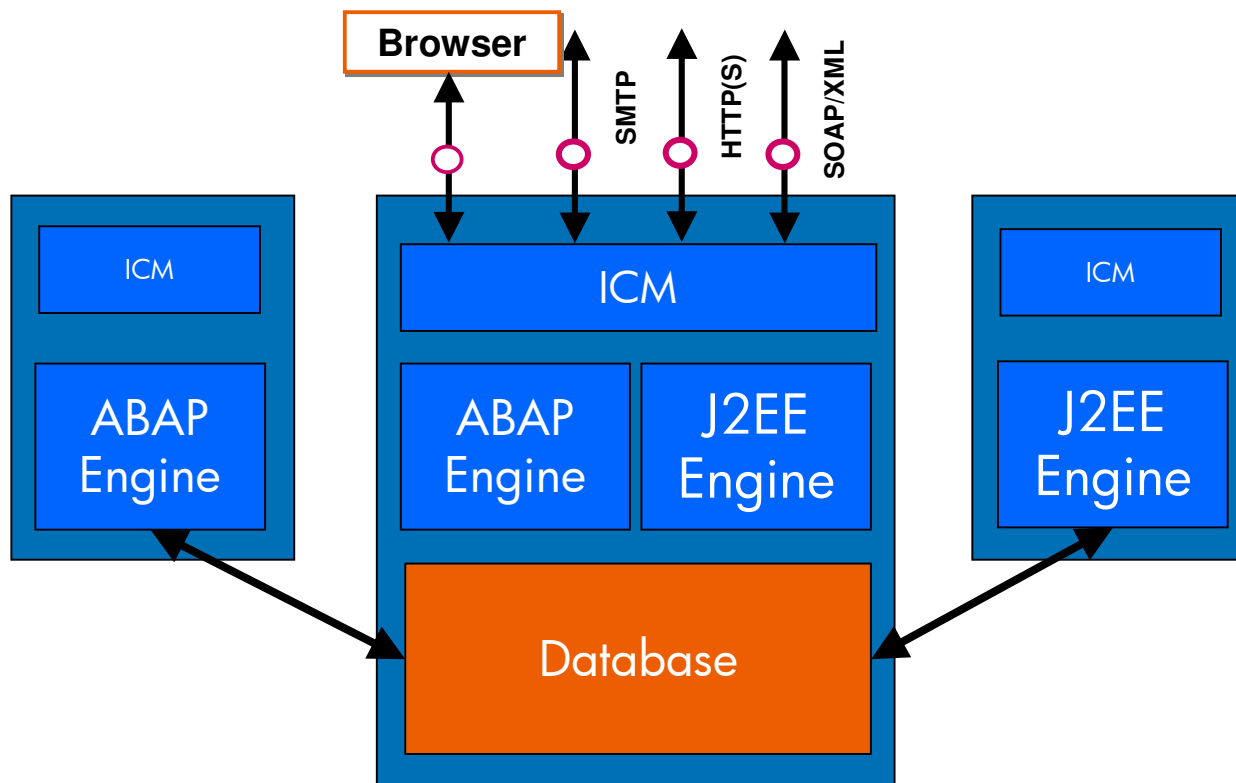 Browser
SMTP
HTTP(S)
SOAP/XML
ICM
ICM
ICM
ABAP
Engine
ABAP
Engine
J2EE
Engine
J2EE
Engine
Database